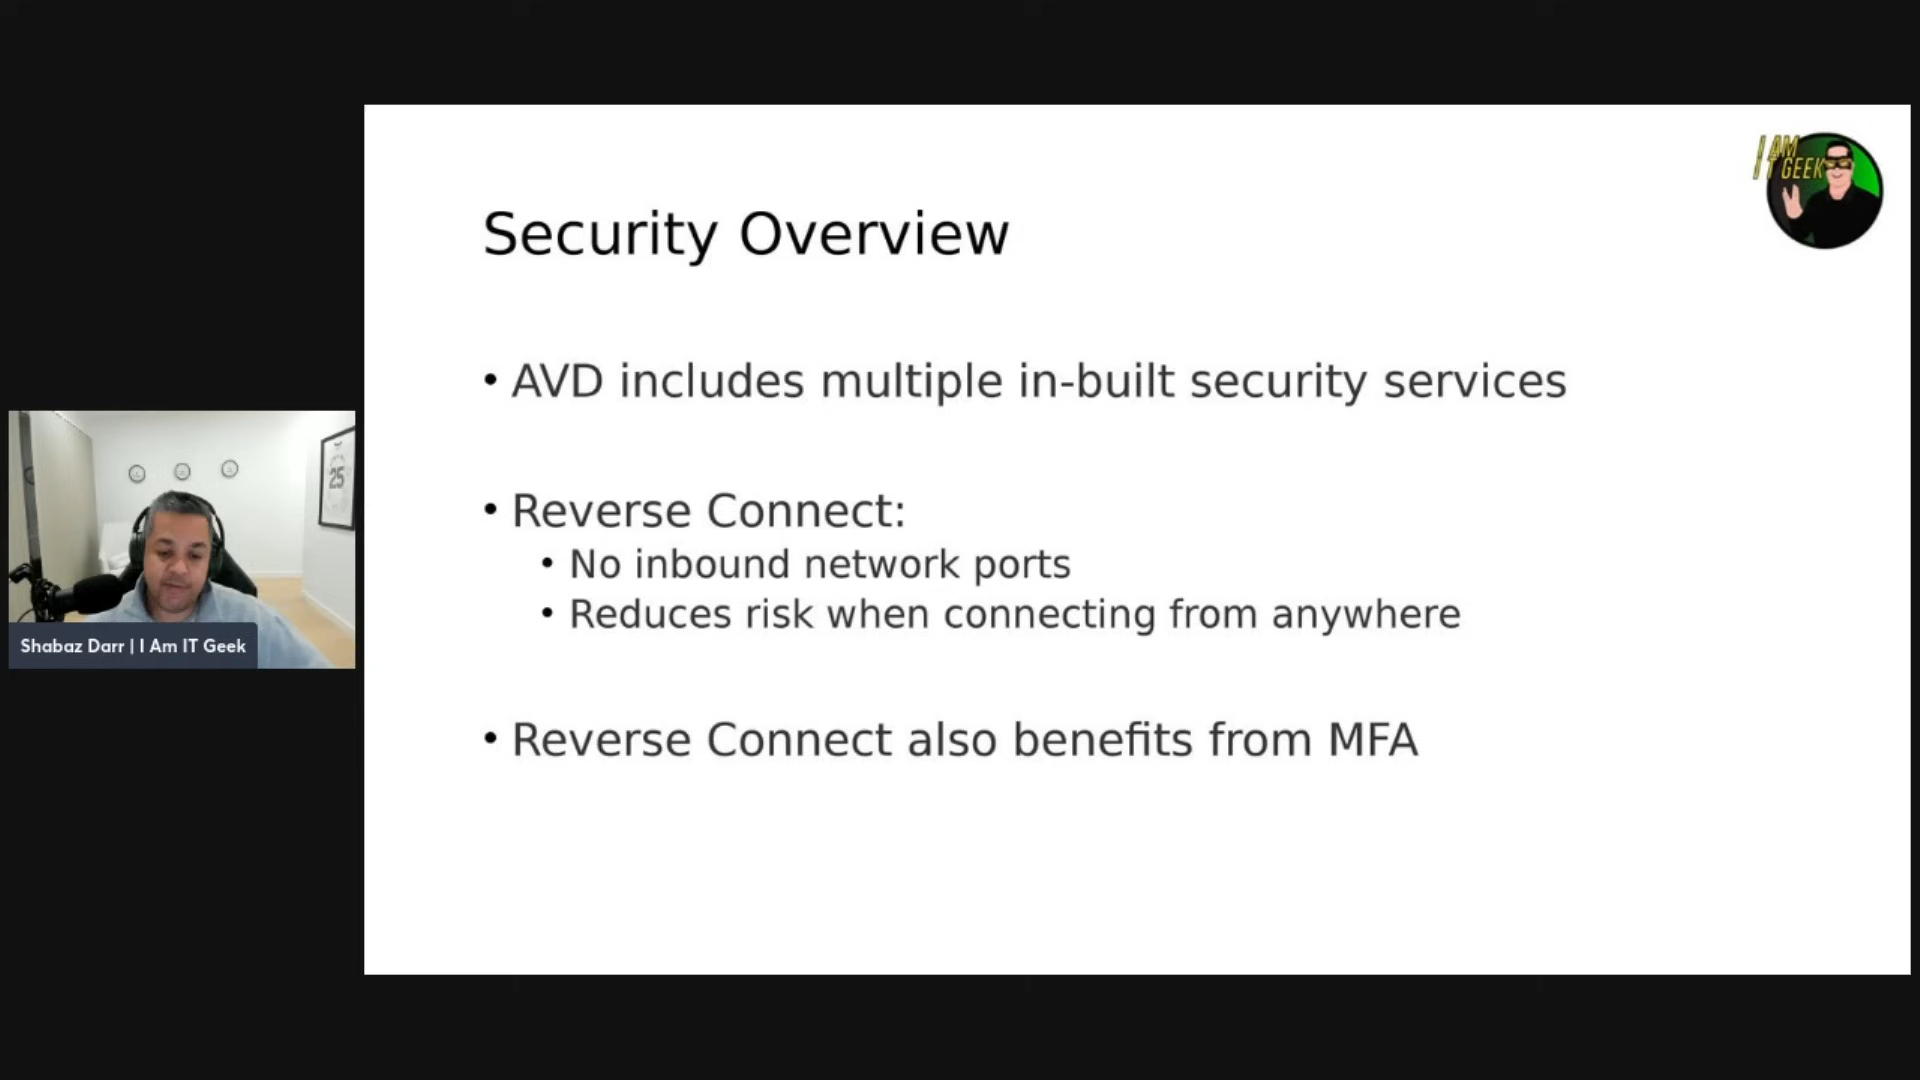 I AM
IT GEEK
Security Overview
• AVD includes multiple in-built security services
• Reverse Connect:
• No inbound network ports
• Reduces risk when connecting from anywhere
• Reverse Connect also benefits from MFA
25
Shabaz Darr | I Am IT Geek